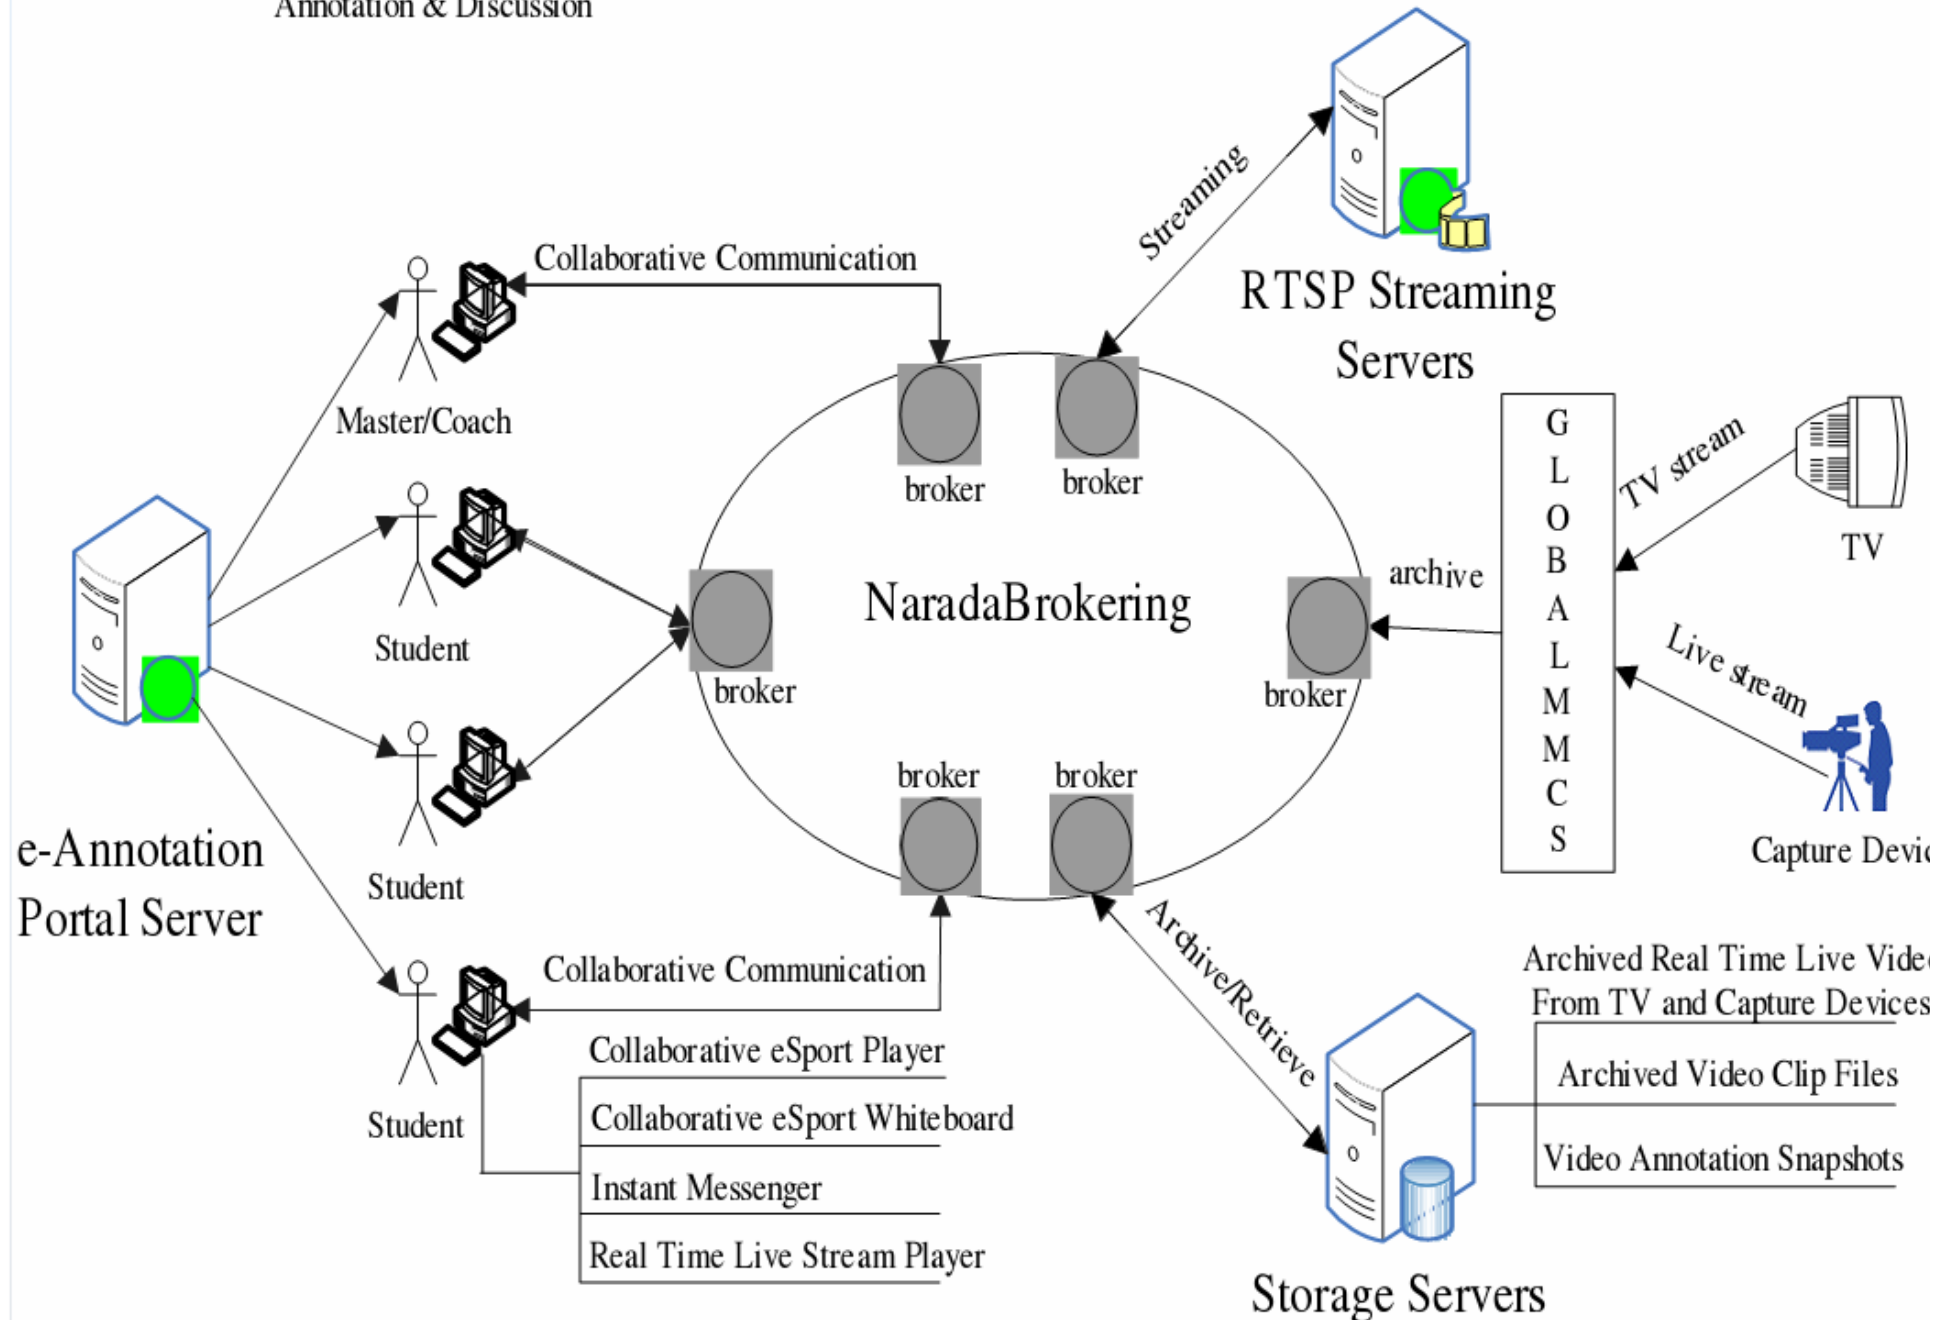 Annotation & Discussion
Streaming
Collaborative Communication
RTSP Streaming
Servers
Master/Coach
broker
broker
G
L
O
B
A
L
M
M
C
S
TV stream
TV
NaradaBrokering
archive
Student
broker
broker
Live stream
broker
broker
Capture
e-Annotation
Portal Server
Student
Archive/Retrieve
Collaborative Communication
Archived Real Time Live
From TV and Capture Devices
Collaborative eSport Player
Archived Video Clip Files
Collaborative eSport Whiteboard
Student
Video Annotation Snapshots
Instant Messenger
Real Time Live Stream Player
Storage Servers